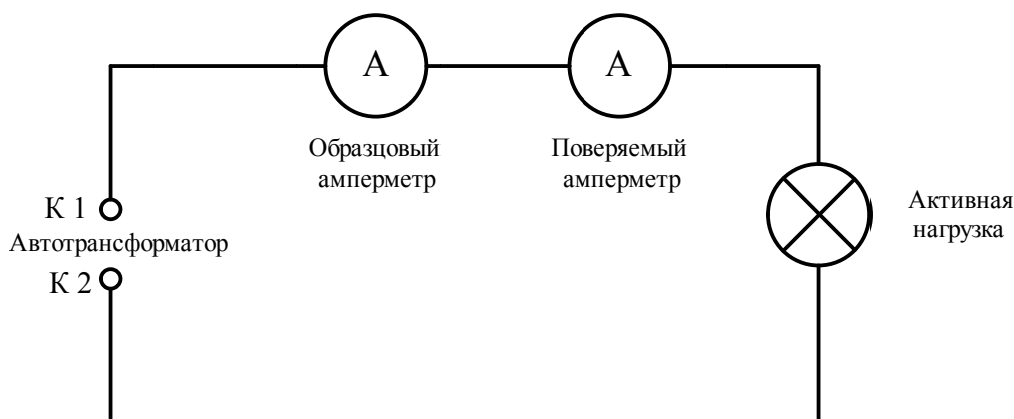 А
А
Образцовый
амперметр
Поверяемый
амперметр
К 1
Автотрансформатор
К 2
Активная
нагрузка